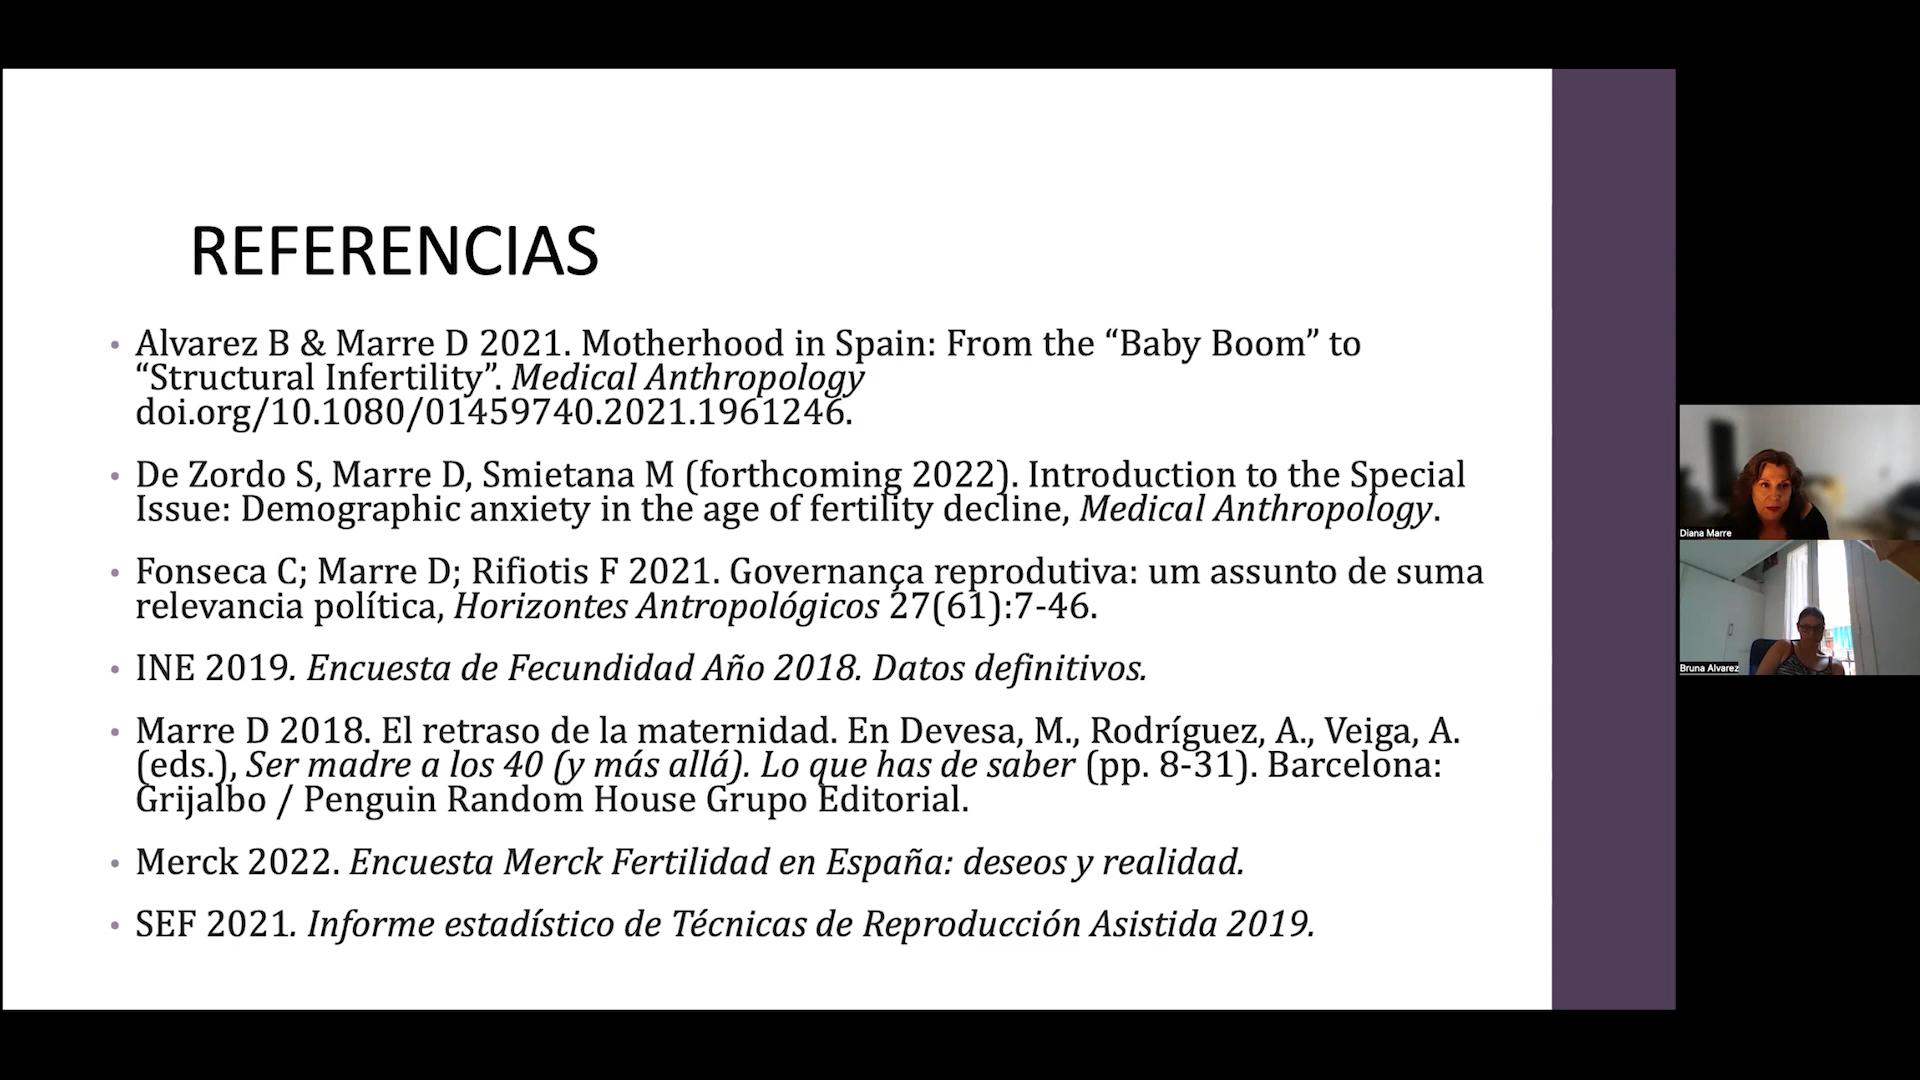 REFERENCIAS
• Alvarez B & Marre D 2021. Motherhood in Spain: From the “Baby Boom” to
“Structural Infertility”. Medical Anthropology
doi.org/10.1080/01459740.2021.1961246.
• De Zordo S, Marre D, Smietana M (forthcoming 2022). Introduction to the Special
Issue: Demographic anxiety in the age of fertility decline, Medical Anthropology.
• Fonseca C; Marre D; Rifiotis F 2021. Governança reprodutiva: um assunto de suma
relevancia política, Horizontes Antropológicos 27(61):7-46.
• INE 2019. Encuesta de Fecundidad Año 2018. Datos definitivos.
• Marre D 2018. El retraso de la maternidad. En Devesa, M., Rodríguez, A., Veiga, A.
(eds.), Ser madre a los 40 (y más allá). Lo que has de saber (pp. 8-31). Barcelona:
Grijalbo / Penguin Random House Grupo Editorial.
• Merck 2022. Encuesta Merck Fertilidad en España: deseos y realidad.
• SEF 2021. Informe estadístico de Técnicas de Reproducción Asistida 2019.
Diana Marre
Bruna Alvarez